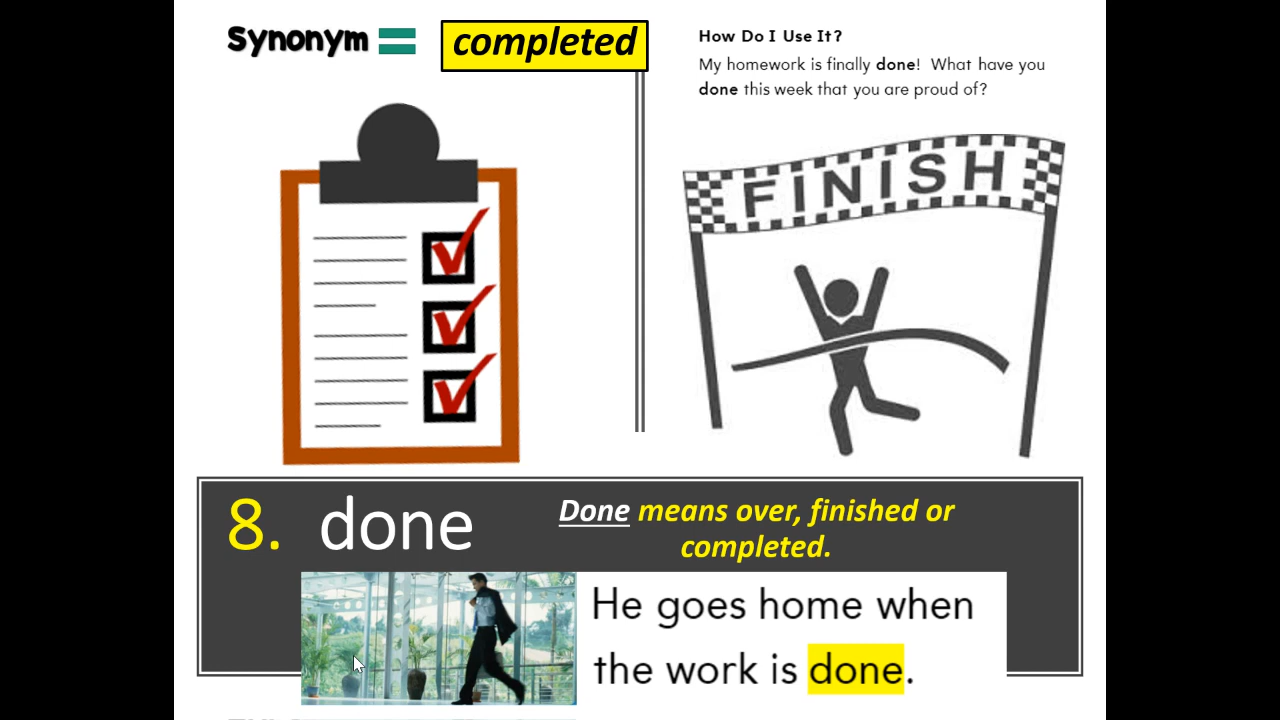 Synonym =
completed
How Do I Use It?
My homework is finally done! What have you
done this week that you are proud of?
FINISH
8. done
Done means over, finished or
completed.
He goes home when
the work is done.